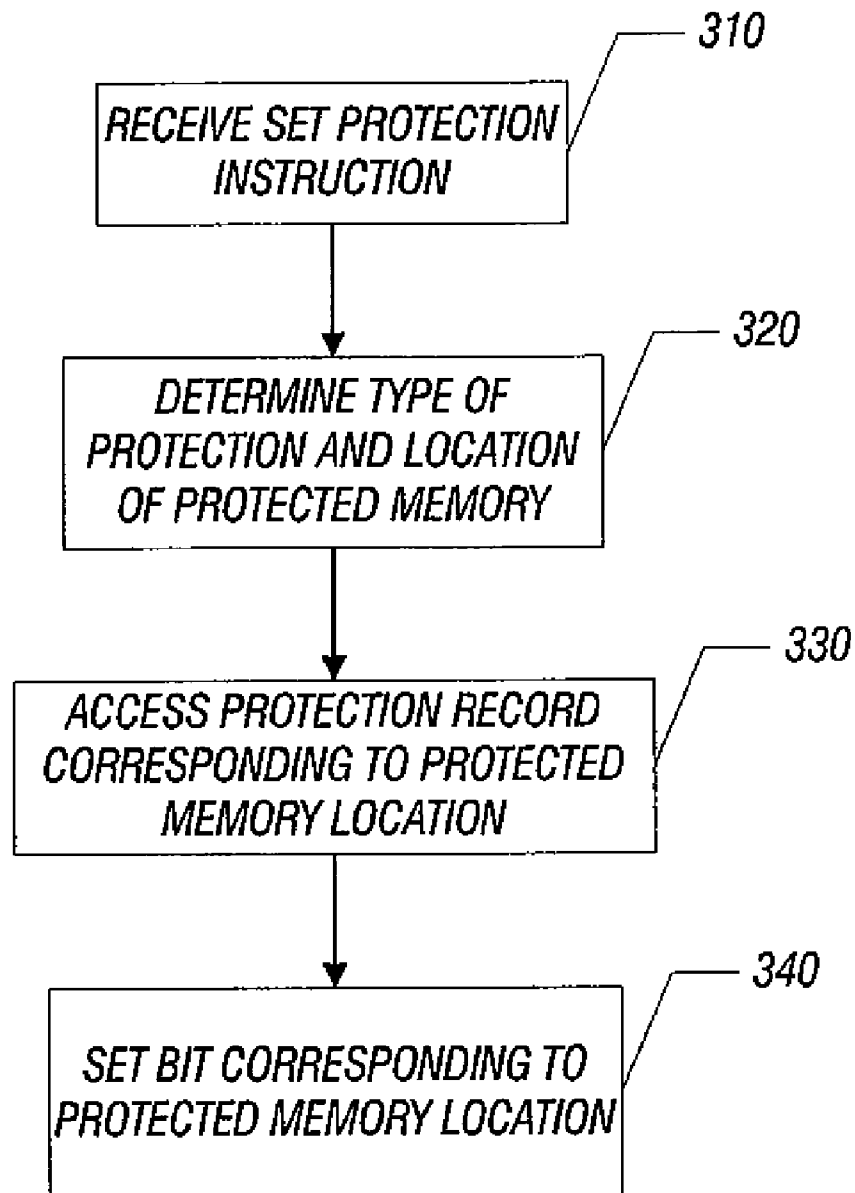 310
RECEIVE SET PROTECTION
INSTRUCTION
320
DETERMINE TYPE OF
PROTECTION AND LOCATION
OF PROTECTED MEMORY
330
ACCESS PROTECTION RECORD
CORRESPONDING TO PROTECTED
MEMORY LOCATION
340
SET BIT CORRESPONDING TO
PROTECTED MEMORY LOCATION